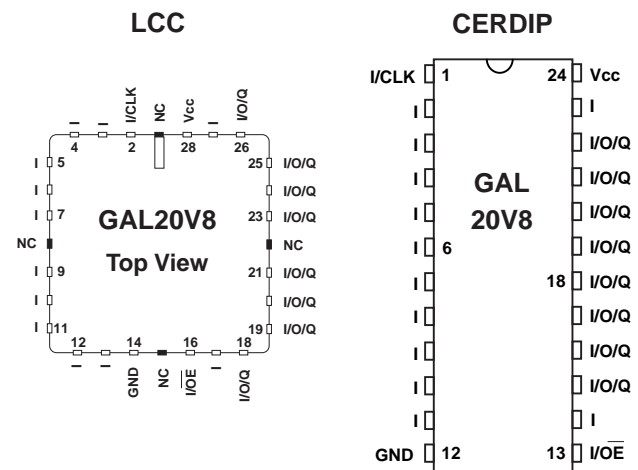 LCC
I I I/CLK NC Vcc I I/O/Q
4 2 28 26
I 5 25 I/O/Q
I I/O/Q
I 7 23 I/O/Q
GAL20V8
NC NC
Top View
I 9 21 I/O/Q
I I/O/Q
I 11 19 I/O/Q
12 14 16 18
I I GND NC I/O̅E̅ I I/O/Q
CERDIP
I/CLK 1 24 Vcc
I I
I I/O/Q
I I/O/Q
GAL
I I/O/Q
20V8
I 6 I/O/Q
I 18 I/O/Q
I I/O/Q
I I/O/Q
I I/O/Q
I I
GND 12 13 I/O̅E̅